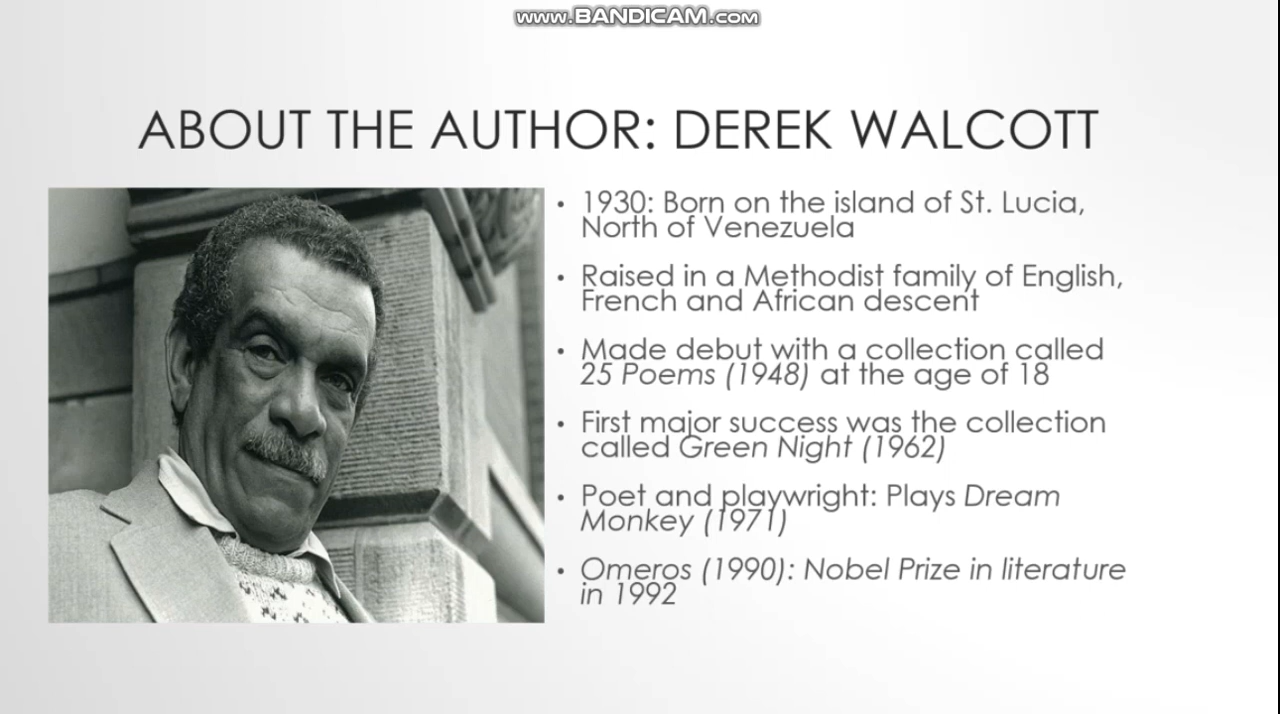 www.BANDICAM.com
ABOUT THE AUTHOR: DEREK WALCOTT
• 1930: Born on the island of St. Lucia,
North of Venezuela
• Raised in a Methodist family of English,
French and African descent
• Made debut with a collection called
25 Poems (1948) at the age of 18
• First major success was the collection
called Green Night (1962)
• Poet and playwright: Plays Dream
Monkey (1971)
• Omeros (1990): Nobel Prize in literature
in 1992